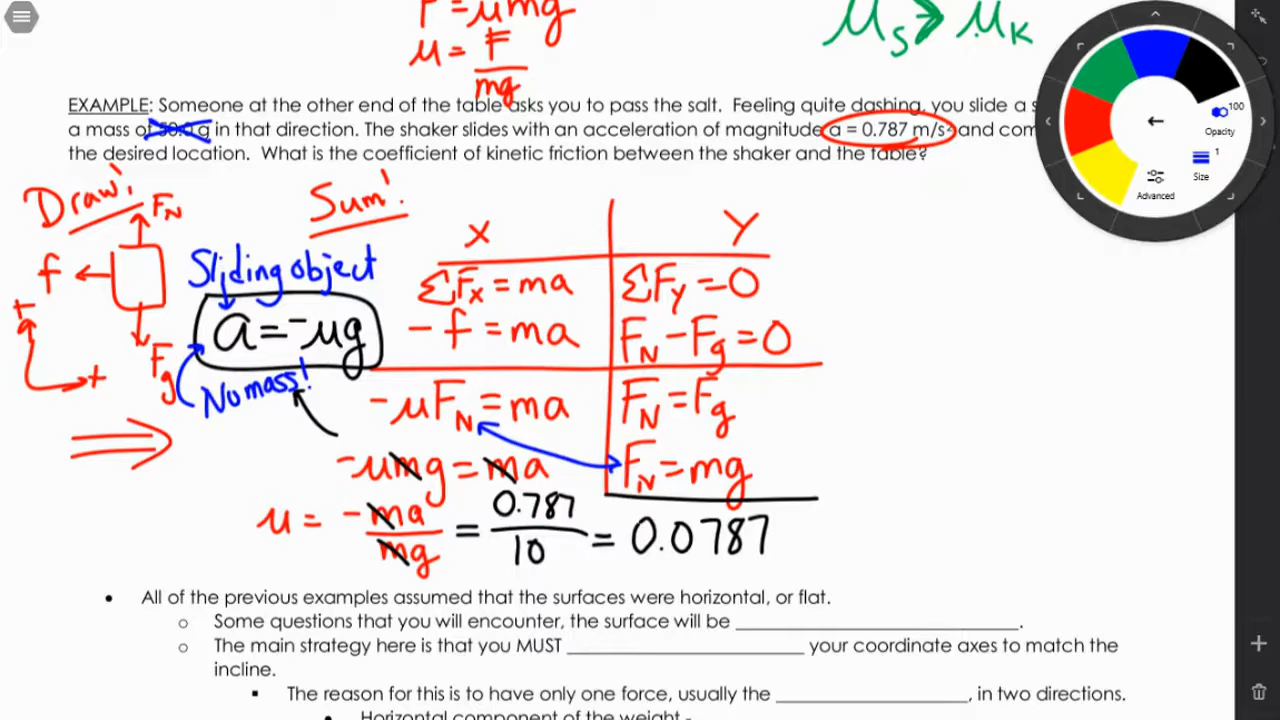 F = μmg
μ = F/mg
μs > μK
EXAMPLE: Someone at the other end of the table asks you to pass the salt. Feeling quite dashing, you slide a s
a mass of 50.0 g in that direction. The shaker slides with an acceleration of magnitude a = 0.787 m/s² and com
the desired location. What is the coefficient of kinetic friction between the shaker and the table?
100
Opacity
1
Size
Advanced
Draw!
FN
f
Fg
+
+
Sum!
Sliding object
a = -μg
No mass!
X
Y
ΣFx = ma
ΣFy = 0
- f = ma
FN - Fg = 0
-μFN = ma
FN = Fg
-μmg = ma
FN = mg
μ = -ma/mg = 0.787/10 = 0.0787
• All of the previous examples assumed that the surfaces were horizontal, or flat.
o Some questions that you will encounter, the surface will be ____________________.
o The main strategy here is that you MUST ____________________ your coordinate axes to match the
incline.
▪ The reason for this is to have only one force, usually the ____________________, in two directions.
• Horizontal component of the weight -